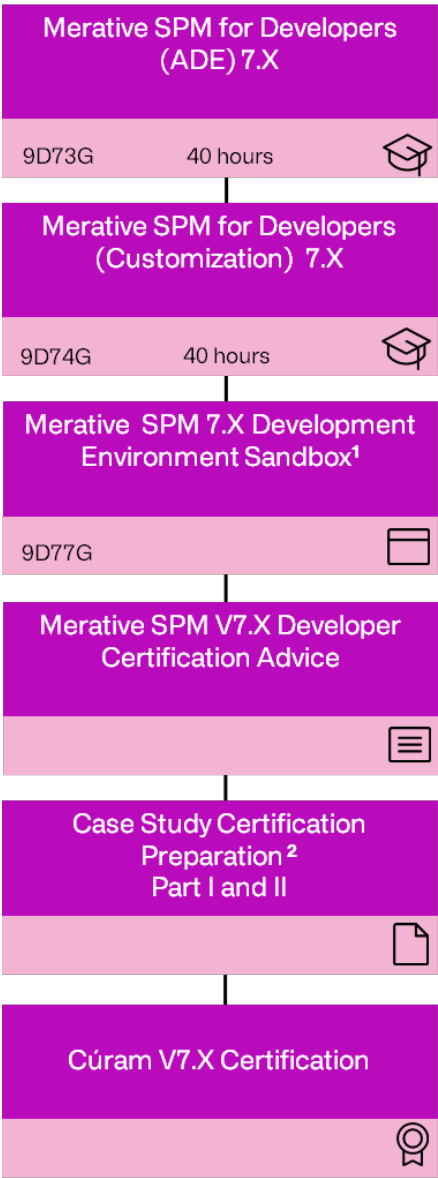 Merative SPM for Developers
(ADE) 7.X
9D73G 40 hours
Merative SPM for Developers
(Customization) 7.X
9D74G 40 hours
Merative SPM 7.X Development
Environment Sandbox¹
9D77G
Merative SPM V7.X Developer
Certification Advice
Case Study Certification
Preparation ²
Part I and II
Cúram V7.X Certification